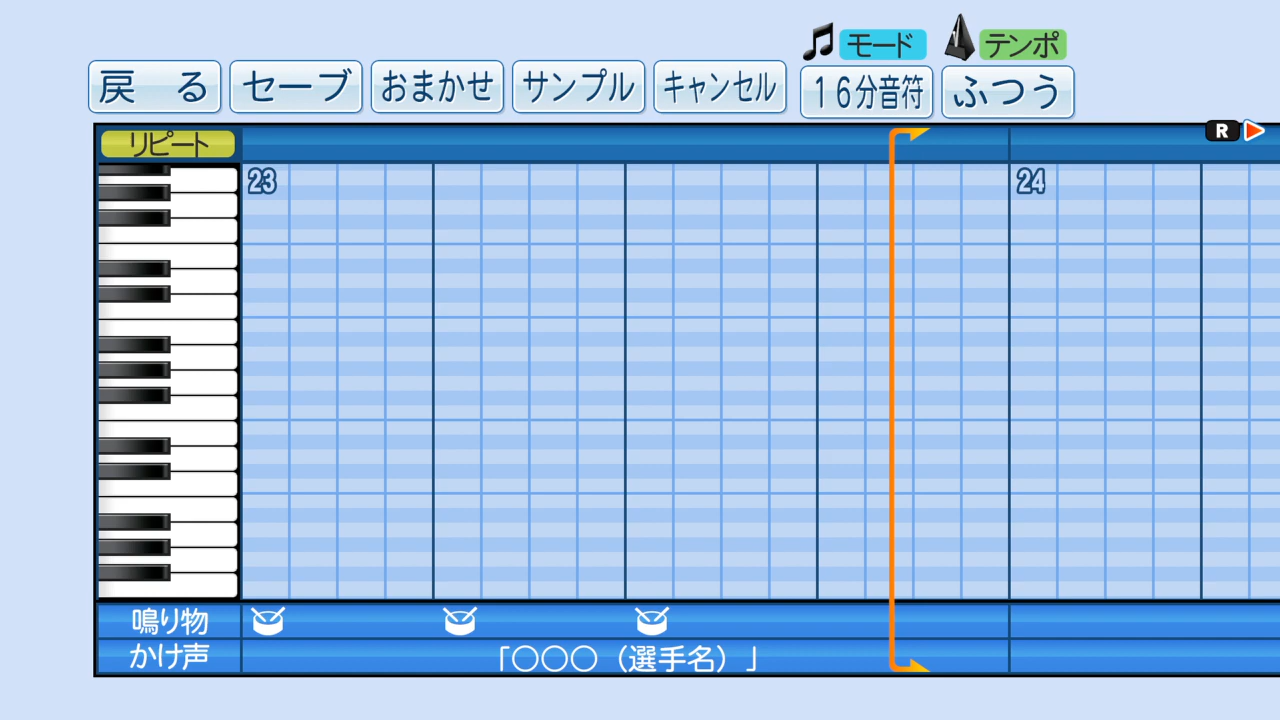 モード テンポ
戻 る セーブ おまかせ サンプル キャンセル 16分音符 ふつう
リピート R
23 24
鳴り物
かけ声 「○○○（選手名）」